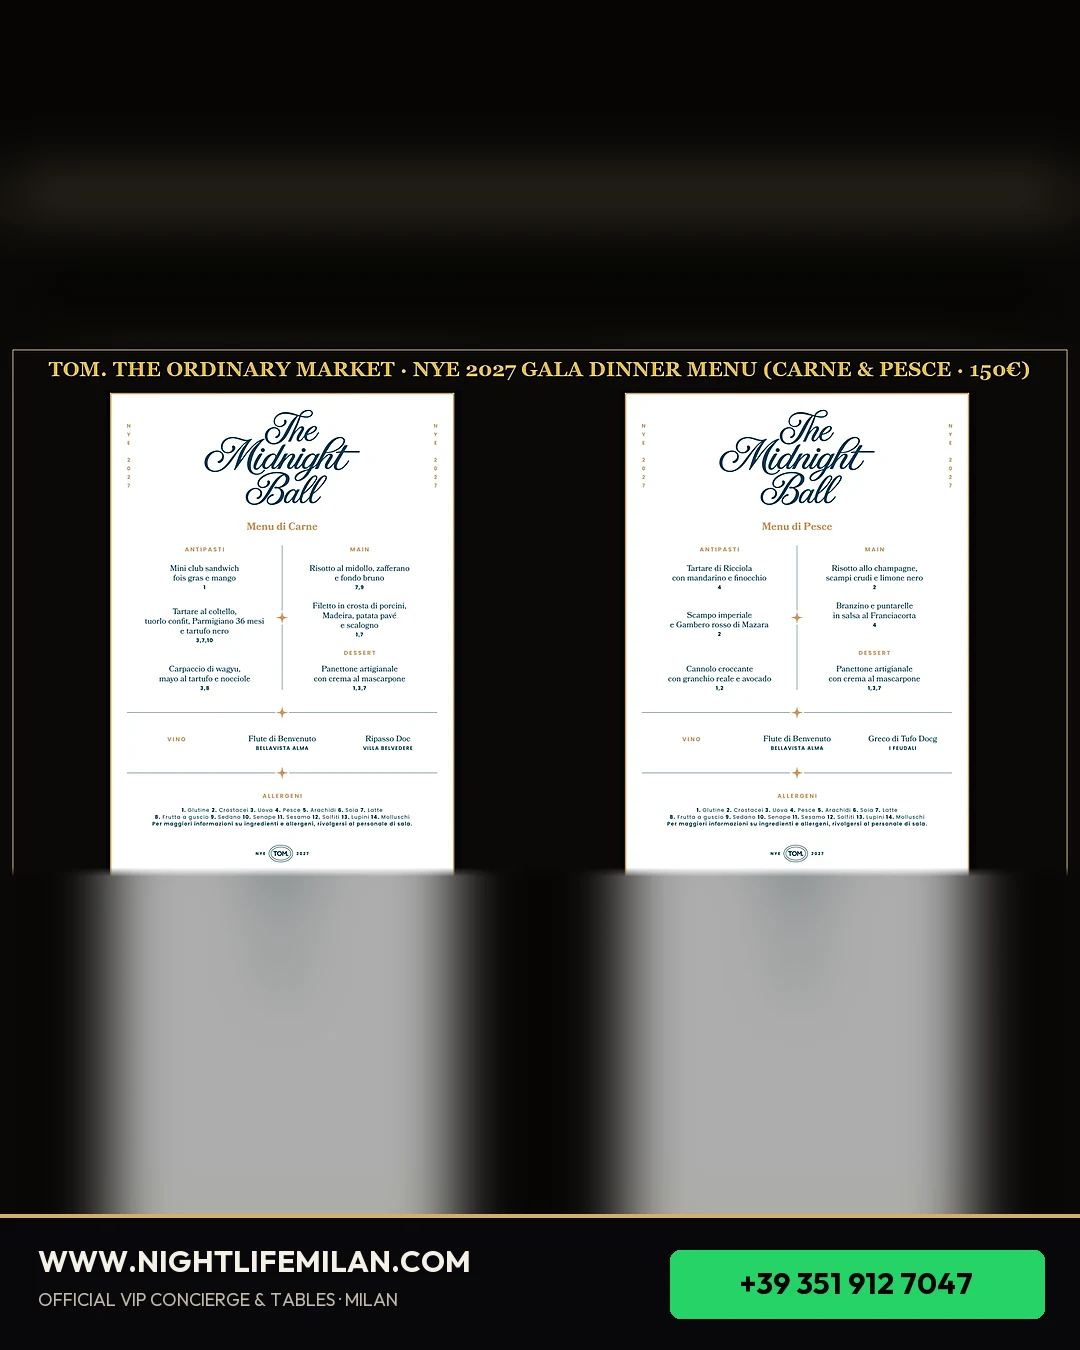 TOM. THE ORDINARY MARKET · NYE 2027 GALA DINNER MENU (CARNE & PESCE · 150€)
NYE 2027
The
Midnight
Ball
NYE 2027
Menu di Carne
ANTIPASTI
Mini club sandwich
fois gras e mango
1
Tartare al coltello,
tuorlo confit, Parmigiano 36 mesi
e tartufo nero
3,7,10
Carpaccio di wagyu,
mayo al tartufo e nocciole
3,8
MAIN
Risotto al midollo, zafferano
e fondo bruno
7,9
Filetto in crosta di porcini,
Madeira, patata pavé
e scalogno
1,7
DESSERT
Panettone artigianale
con crema al mascarpone
1,3,7
VINO
Flute di Benvenuto
BELLAVISTA ALMA
Ripasso Doc
VILLA BELVEDERE
ALLERGENI
1. Glutine 2. Crostacei 3. Uova 4. Pesce 5. Arachidi 6. Soia 7. Latte
8. Frutta a guscio 9. Sedano 10. Senape 11. Sesamo 12. Solfiti 13. Lupini 14. Molluschi
Per maggiori informazioni su ingredienti e allergeni, rivolgersi al personale di sala.
NYE TOM. 2027
NYE 2027
The
Midnight
Ball
NYE 2027
Menu di Pesce
ANTIPASTI
Tartare di Ricciola
con mandarino e finocchio
4
Scampo imperiale
e Gambero rosso di Mazara
2
Cannolo croccante
con granchio reale e avocado
1,2
MAIN
Risotto allo champagne,
scampi crudi e limone nero
2
Branzino e puntarelle
in salsa al Franciacorta
4
DESSERT
Panettone artigianale
con crema al mascarpone
1,3,7
VINO
Flute di Benvenuto
BELLAVISTA ALMA
Greco di Tufo Docg
I FEUDALI
ALLERGENI
1. Glutine 2. Crostacei 3. Uova 4. Pesce 5. Arachidi 6. Soia 7. Latte
8. Frutta a guscio 9. Sedano 10. Senape 11. Sesamo 12. Solfiti 13. Lupini 14. Molluschi
Per maggiori informazioni su ingredienti e allergeni, rivolgersi al personale di sala.
NYE TOM. 2027
WWW.NIGHTLIFEMILAN.COM
OFFICIAL VIP CONCIERGE & TABLES · MILAN
+39 351 912 7047